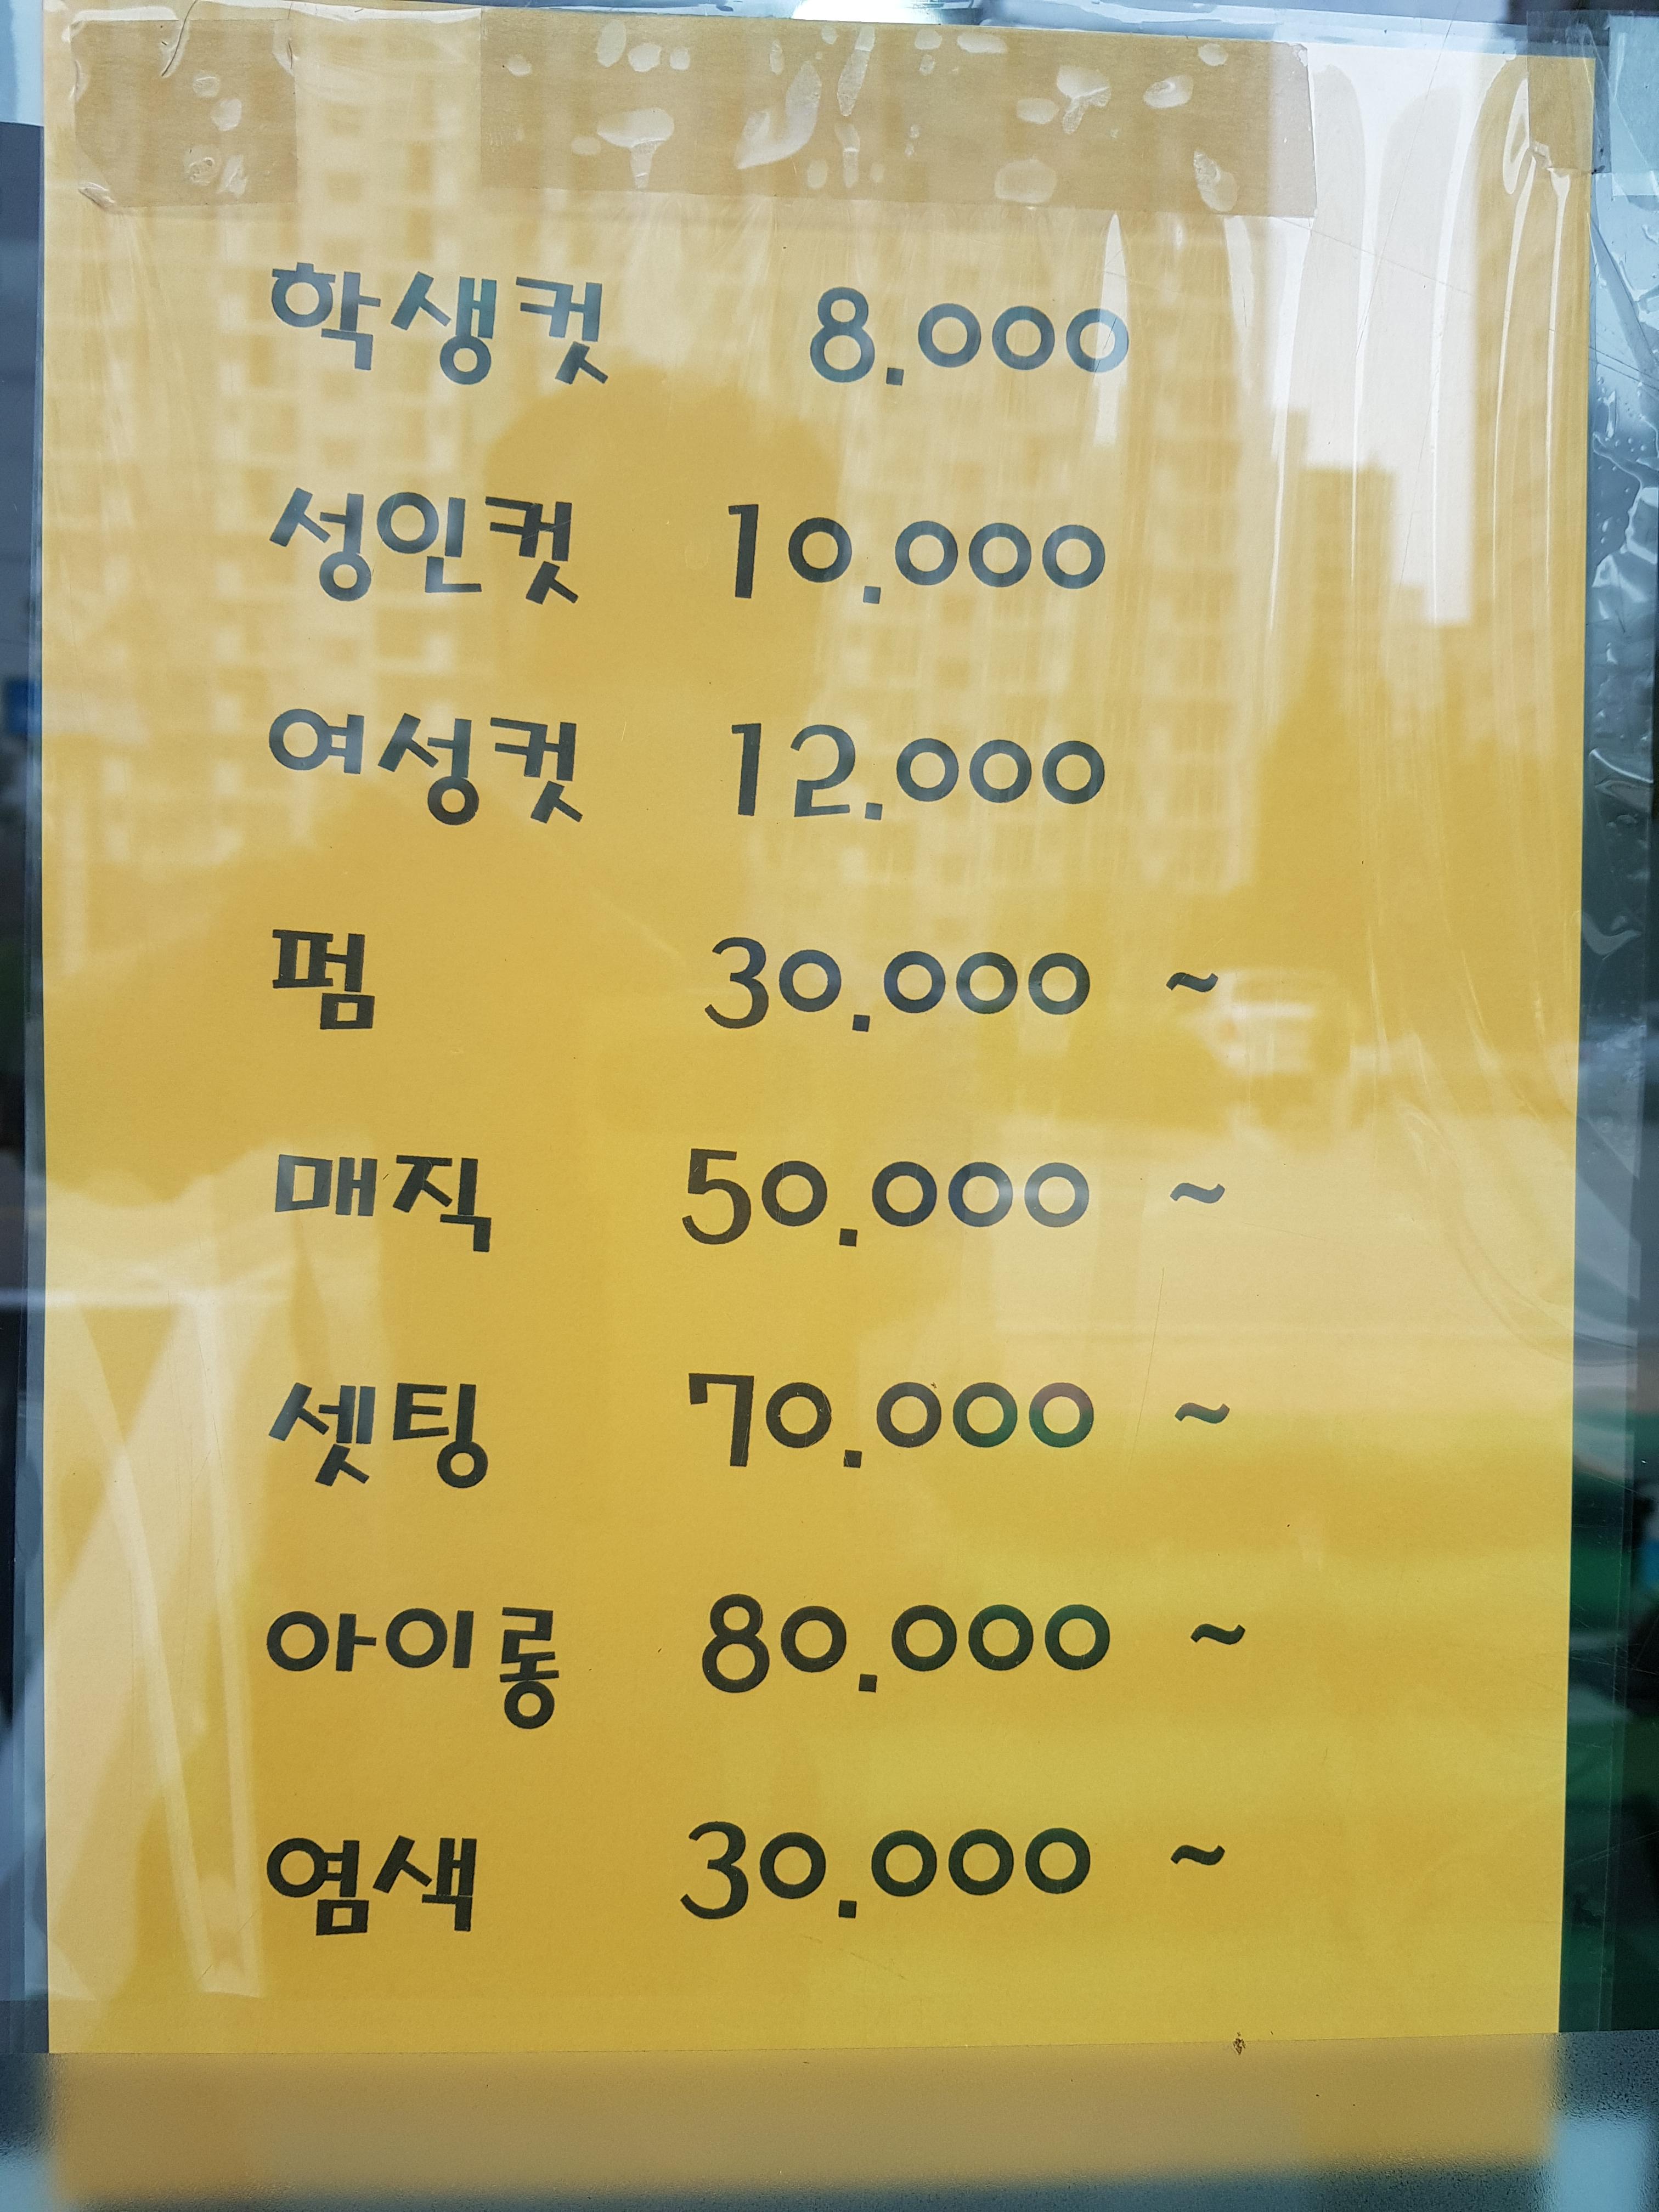 학생컷 8.000
성인컷 10.000
여성컷 12.000
펌 30.000 ~
매직 50.000 ~
셋팅 70.000 ~
아이롱 80.000 ~
염색 30.000 ~